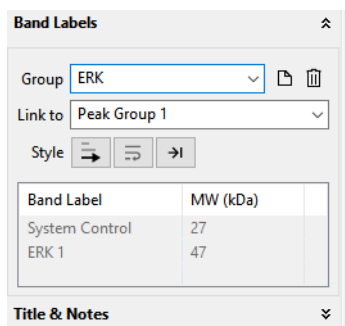 Band Labels
Group ERK
Link to Peak Group 1
Style
Band Label MW (kDa)
System Control 27
ERK 1 47
Title & Notes